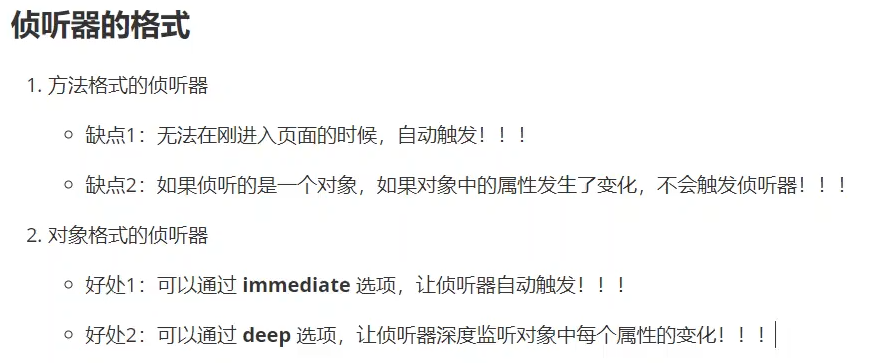 侦听器的格式
1. 方法格式的侦听器
缺点1：无法在刚进入页面的时候，自动触发！！！
缺点2：如果侦听的是一个对象，如果对象中的属性发生了变化，不会触发侦听器！！！
2. 对象格式的侦听器
好处1：可以通过 immediate 选项，让侦听器自动触发！！！
好处2：可以通过 deep 选项，让侦听器深度监听对象中每个属性的变化！！！